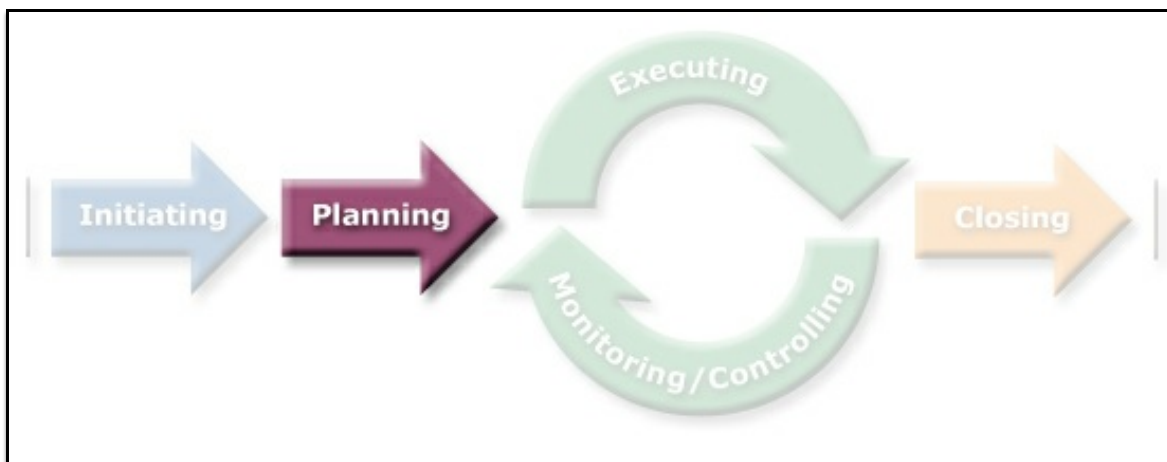 Initiating
Planning
Executing
Monitoring/Controlling
Closing